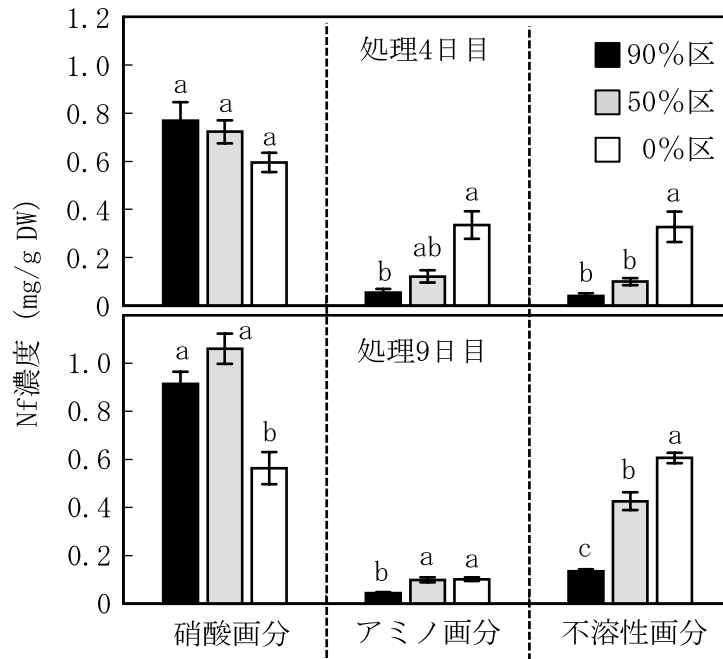 Nf濃度 (mg/g DW)
1.2
1.0
0.8
0.6
0.4
0.2
0
処理4日目
90%区
50%区
0%区
a
a
a
b
ab
a
b
b
a
1.0
0.8
0.6
0.4
0.2
0
処理9日目
a
a
b
b
a
a
c
b
a
硝酸画分
アミノ画分
不溶性画分